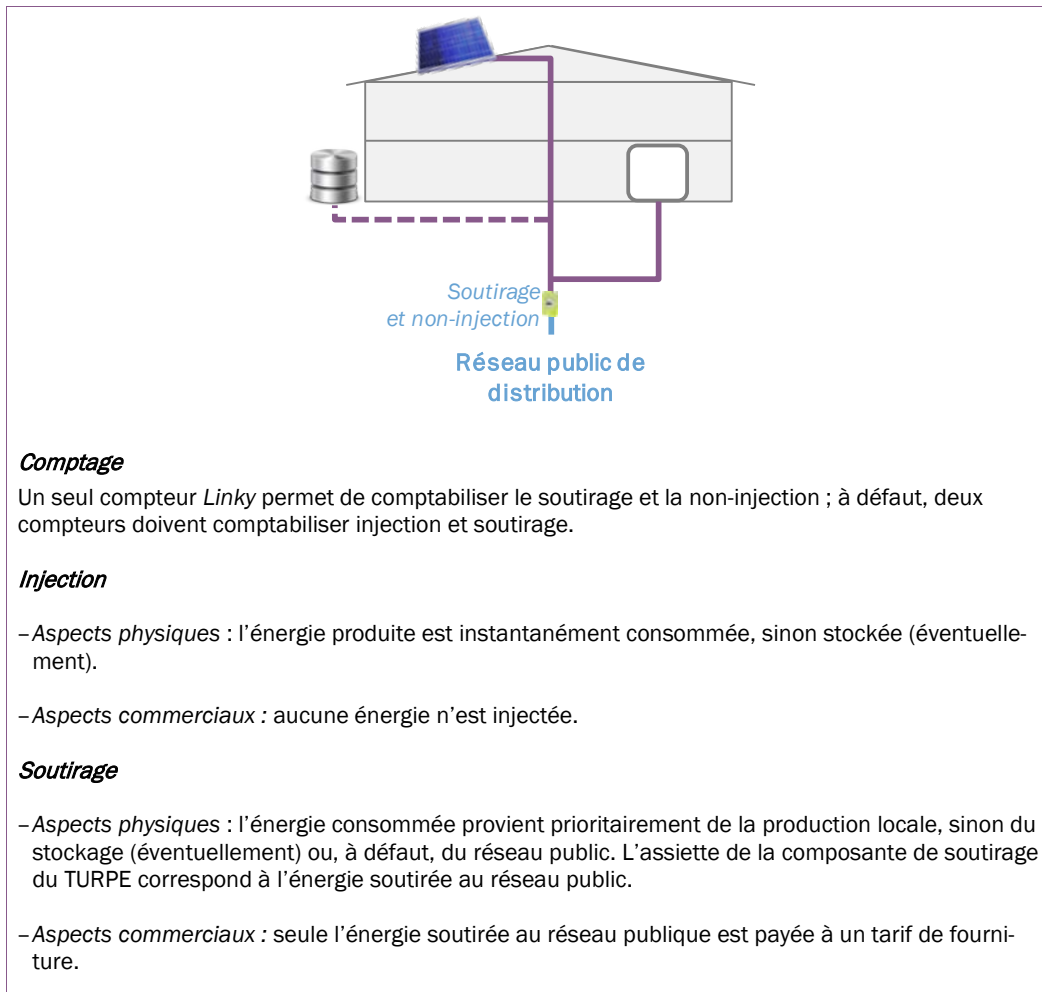 Soutirage
et non-injection
Réseau public de
distribution
Comptage
Un seul compteur Linky permet de comptabiliser le soutirage et la non-injection ; à défaut, deux
compteurs doivent comptabiliser injection et soutirage.
Injection
– Aspects physiques : l'énergie produite est instantanément consommée, sinon stockée (éventuelle-
ment).
– Aspects commerciaux : aucune énergie n'est injectée.
Soutirage
– Aspects physiques : l'énergie consommée provient prioritairement de la production locale, sinon du
stockage (éventuellement) ou, à défaut, du réseau public. L'assiette de la composante de soutirage
du TURPE correspond à l'énergie soutirée au réseau public.
– Aspects commerciaux : seule l'énergie soutirée au réseau publique est payée à un tarif de fourni-
ture.